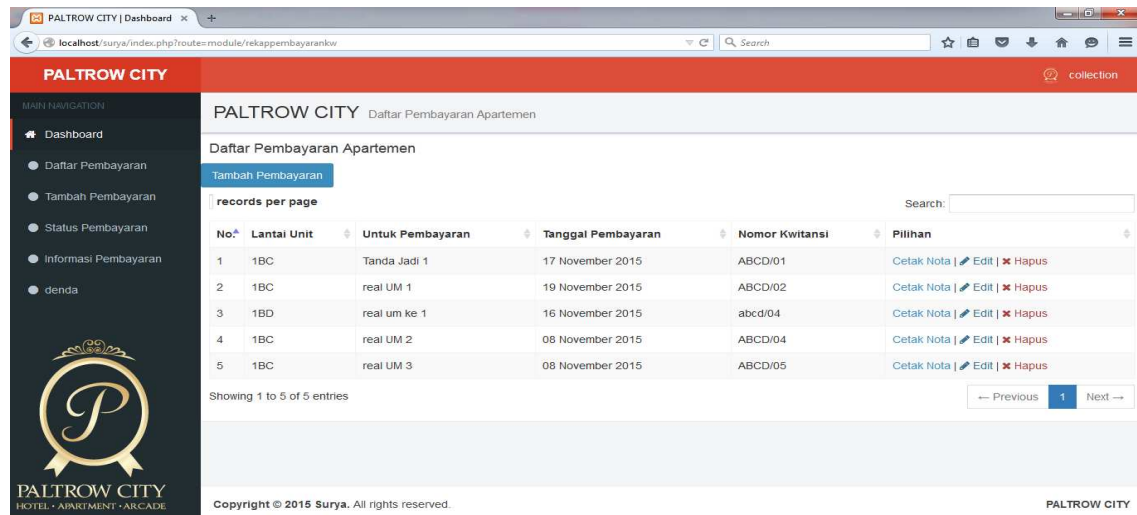 PALTROW CITY | Dashboard
localhost/surya/index.php?route=module/rekappembayarankw
Search
PALTROW CITY
collection
MAIN NAVIGATION
Dashboard
Daftar Pembayaran
Tambah Pembayaran
Status Pembayaran
Informasi Pembayaran
denda
PALTROW CITY
HOTEL • APARTMENT • ARCADE
PALTROW CITY Daftar Pembayaran Apartemen
Daftar Pembayaran Apartemen
Tambah Pembayaran
records per page
Search:
No. Lantai Unit Untuk Pembayaran Tanggal Pembayaran Nomor Kwitansi Pilihan
1 1BC Tanda Jadi 1 17 November 2015 ABCD/01 Cetak Nota | Edit | Hapus
2 1BC real UM 1 19 November 2015 ABCD/02 Cetak Nota | Edit | Hapus
3 1BD real um ke 1 16 November 2015 abcd/04 Cetak Nota | Edit | Hapus
4 1BC real UM 2 08 November 2015 ABCD/04 Cetak Nota | Edit | Hapus
5 1BC real UM 3 08 November 2015 ABCD/05 Cetak Nota | Edit | Hapus
Showing 1 to 5 of 5 entries
← Previous 1 Next →
Copyright © 2015 Surya. All rights reserved.
PALTROW CITY